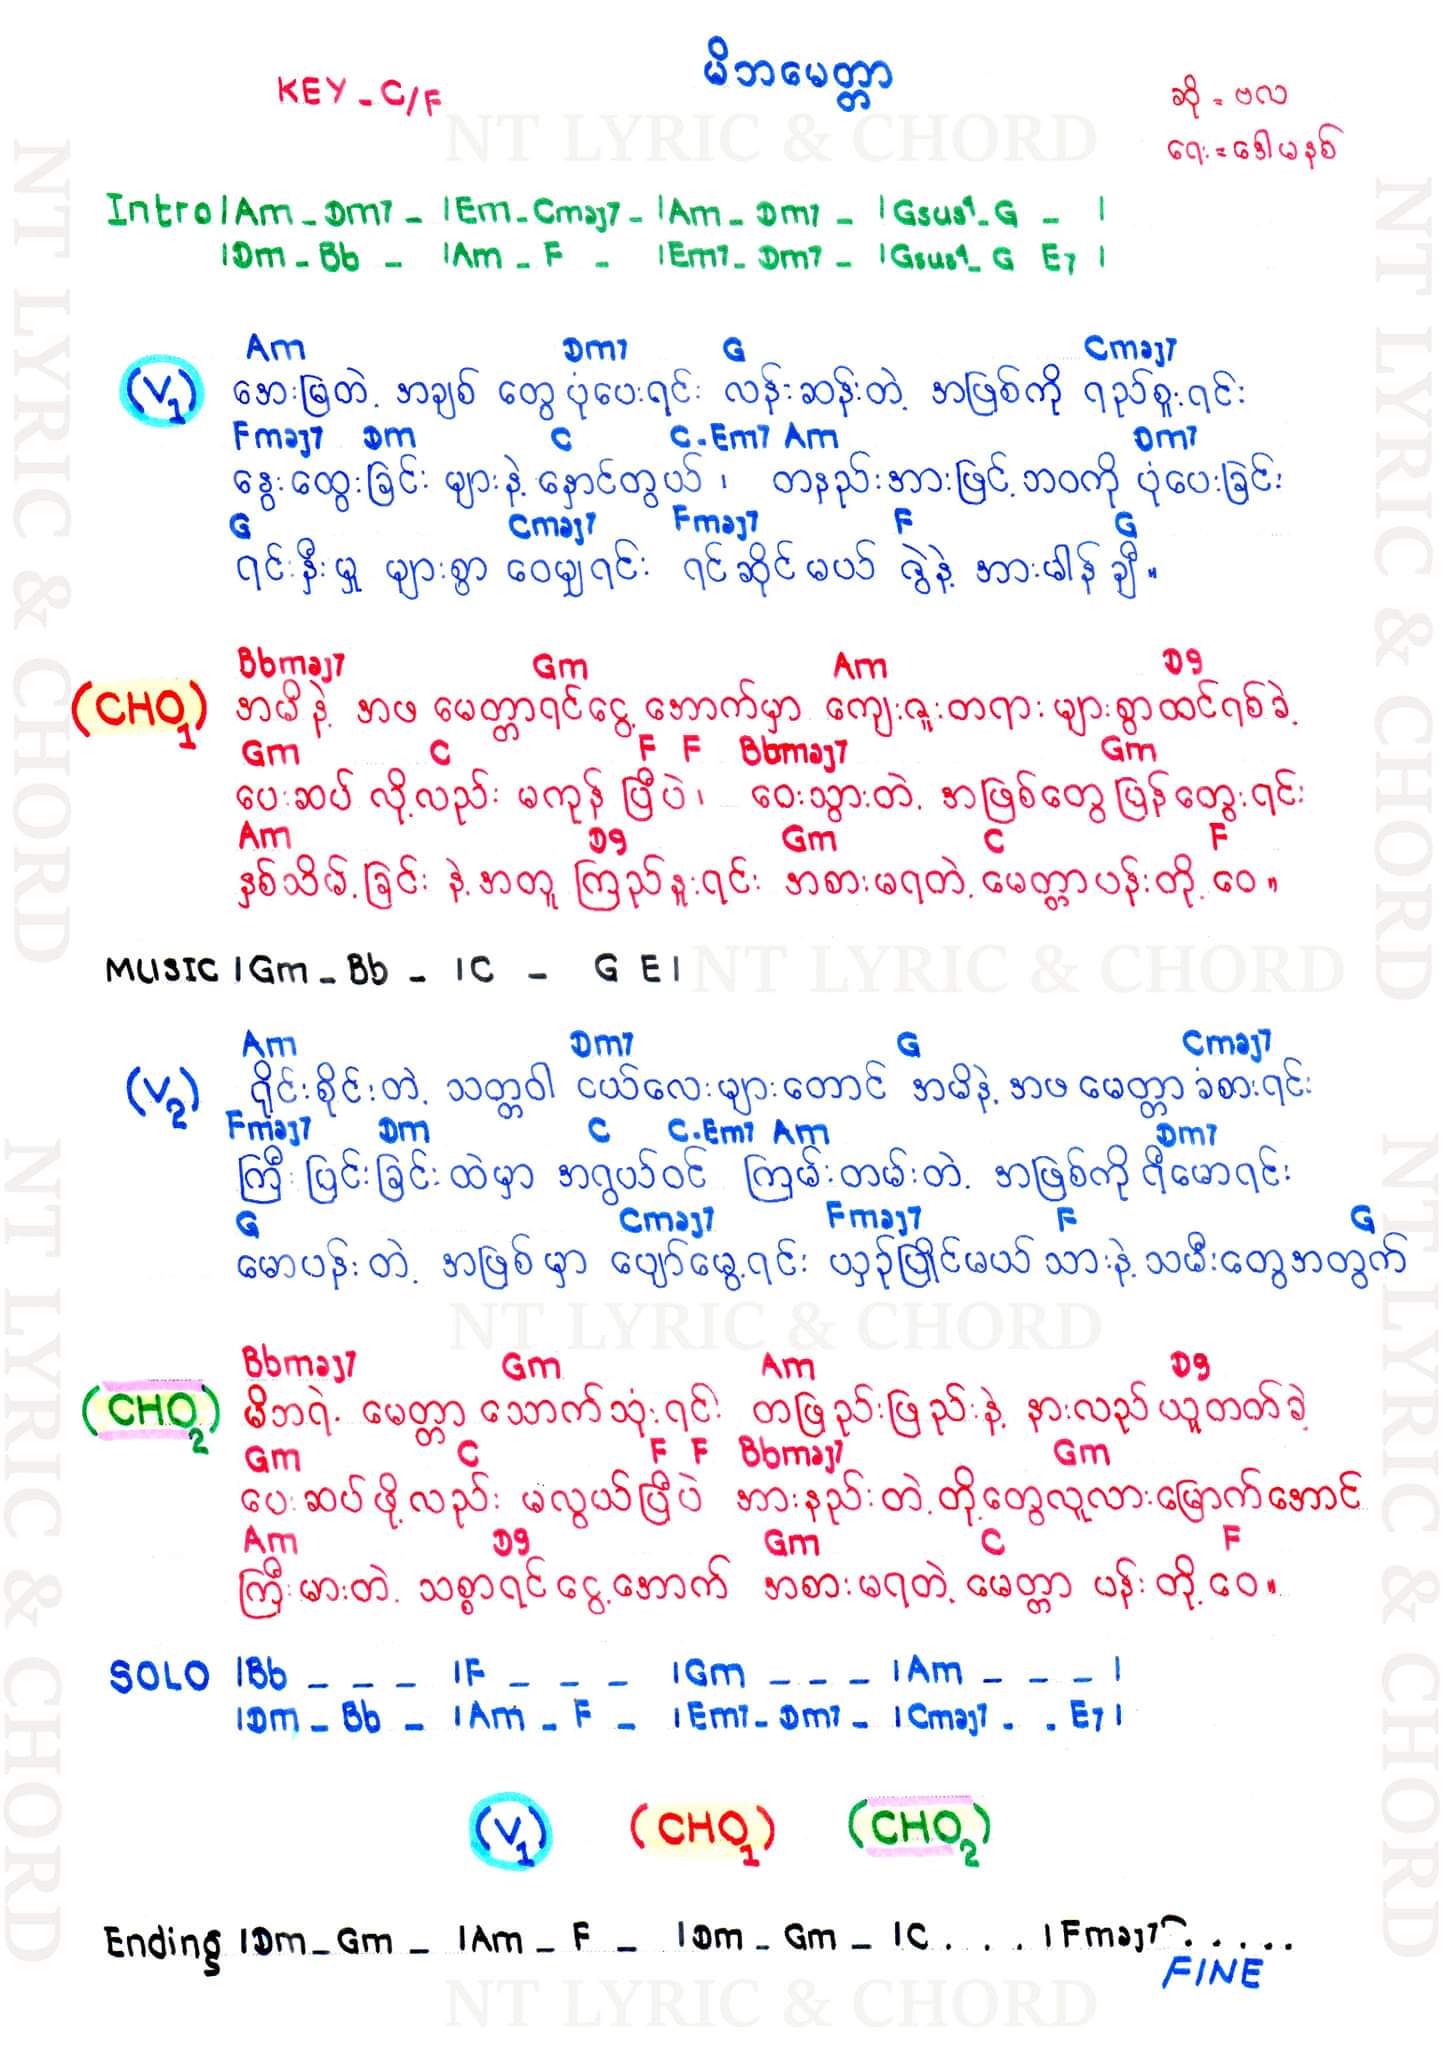 မိဘမေတ္တာ
KEY - C/F
ဆို = ဗလ
ရေး = ဒေါမနစ်
NT LYRIC & CHORD
Intro |Am - Dm7 - |Em - Cmaj7 - |Am - Dm7 - |Gsus4 - G - |
|Dm - Bb - |Am - F - |Em7 - Dm7 - |Gsus4 - G E7 |
Am Dm7 G Cmaj7
(V1) အေးမြတဲ့ အချစ် တွေ ပုံပေးရင်း လန်းဆန်းတဲ့ အဖြစ်ကို ရည်စူးရင်း
Fmaj7 Dm C C.Em7 Am Dm7
နွေးထွေးခြင်း များနဲ့ နှောင်တွယ် ၊ တနည်းအားဖြင့် ဘဝကို ပုံပေးခြင်း
G Cmaj7 Fmaj7 F G
ရင်းနှီးမှု များစွာ ဝေမျှရင်း ရင်ဆိုင်မယ် ဇွဲနဲ့ အားမာန် ချီ ။
Bbmaj7 Gm Am D9
(CHO1) အမိနဲ့ အဖ မေတ္တာရင်ငွေ့ အောက်မှာ ကျေးဇူးတရား များစွာထင်ရစ်ခဲ့
Gm C F F Bbmaj7 Gm
ပေးဆပ် လို့လည်း မကုန် ပြီပဲ ၊ ဝေးသွားတဲ့ အဖြစ်တွေ ပြန်တွေးရင်း
Am D9 Gm C F
နှစ်သိမ့်ခြင်း နဲ့အတူ ကြည်နူးရင်း အစားမရတဲ့ မေတ္တာပန်းတို့ ဝေ ။
MUSIC |Gm - Bb - |C - G E|
NT LYRIC & CHORD
Am Dm7 G Cmaj7
(V2) ရိုင်းစိုင်းတဲ့ သတ္တဝါ ငယ်လေးများတောင် အမိနဲ့ အဖ မေတ္တာ ခံစားရင်း
Fmaj7 Dm C C.Em7 Am Dm7
ကြီးပြင်းခြင်းထဲမှာ အရွယ်ဝင် ကြမ်းတမ်းတဲ့ အဖြစ်ကို ရီမောရင်း
G Cmaj7 Fmaj7 F G
မောပန်းတဲ့ အဖြစ်မှာ ပျော်မွေ့ရင်း ယှဉ်ပြိုင်မယ် သားနဲ့ သမီးတွေအတွက်
NT LYRIC & CHORD
Bbmaj7 Gm Am D9
(CHO2) မိဘရဲ့ မေတ္တာ သောက်သုံးရင်း တဖြည်းဖြည်းနဲ့ နားလည် ယူတတ်ခဲ့
Gm C F F Bbmaj7 Gm
ပေးဆပ်ဖို့လည်း မလွယ်ပြီပဲ အားနည်းတဲ့ တို့တွေလူလားမြောက်အောင်
Am D9 Gm C F
ကြီးမားတဲ့ သစ္စာရင်ငွေ့အောက် အစားမရတဲ့ မေတ္တာ ပန်းတို့ ဝေ ။
SOLO |Bb - - - |F - - - |Gm - - - |Am - - - |
|Dm - Bb - |Am - F - |Em7 - Dm7 - |Cmaj7 . . E7 |
(V1) (CHO1) (CHO2)
Ending |Dm - Gm - |Am - F - |Dm - Gm - |C . . . |Fmaj7 . . . . .
FINE
NT LYRIC & CHORD
NT LYRIC & CHORD
NT LYRIC & CHORD
NT LYRIC & CHORD
NT LYRIC & CHORD